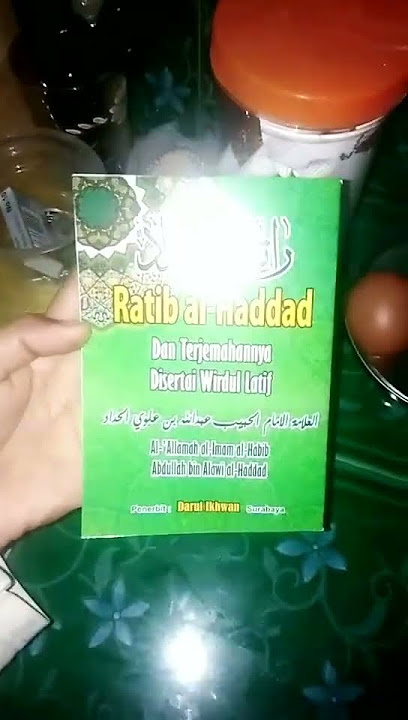 Ratib al-Haddad
Dan Terjemahannya
Disertai Wirdul Latif
العلامة الإمام الحبيب عبدالله بن علوي الحداد
Al-'Allamah al-Imam al-Habib
Abdullah bin Alawi al-Haddad
Penerbit : Darul Ikhwan Surabaya